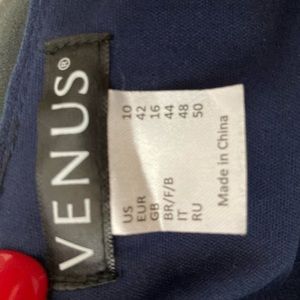 VENUS®
US 10
EUR 42
GB 16
BR/F/B 44
IT 48
RU 50
Made in China